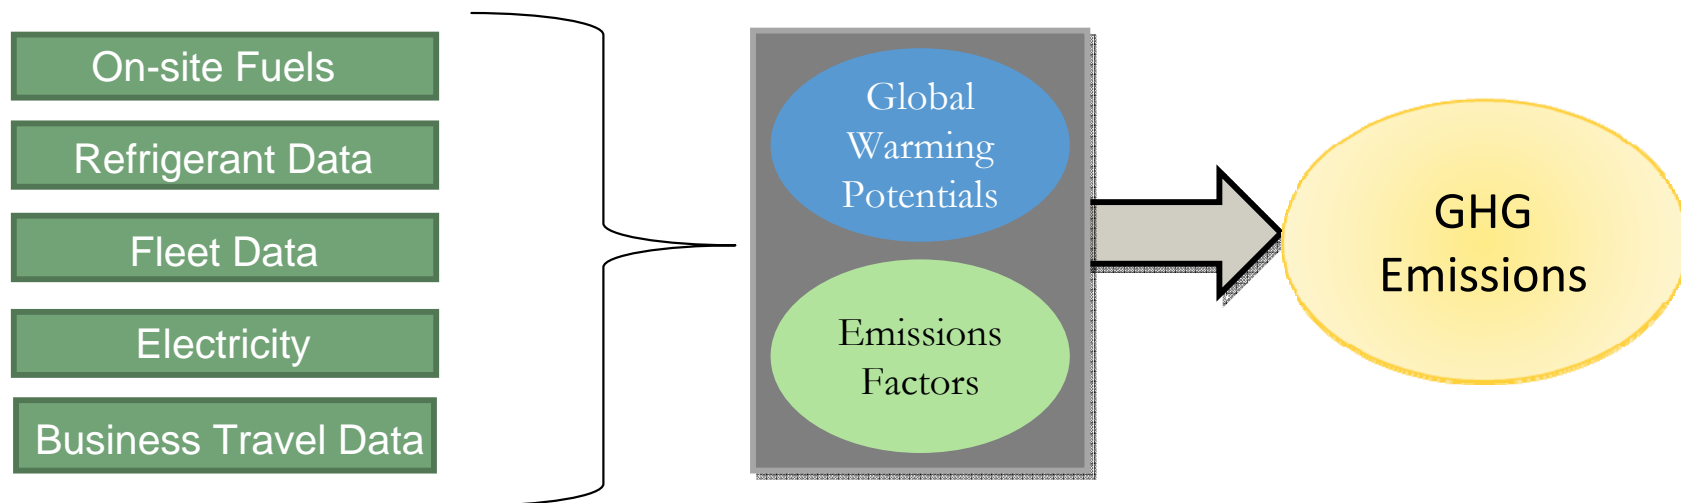 On-site Fuels
Refrigerant Data
Fleet Data
Electricity
Business Travel Data
Global
Warming
Potentials
Emissions
Factors
GHG
Emissions